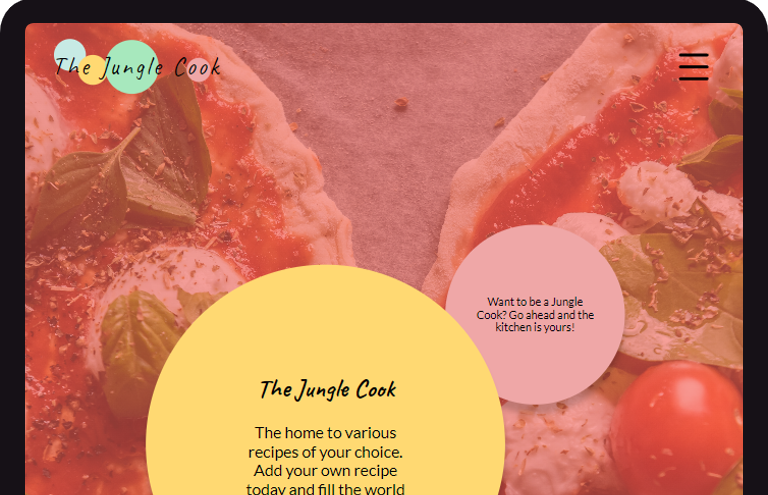 The Jungle Cook
Want to be a Jungle
Cook? Go ahead and the
kitchen is yours!
The Jungle Cook
The home to various
recipes of your choice.
Add your own recipe
today and fill the world